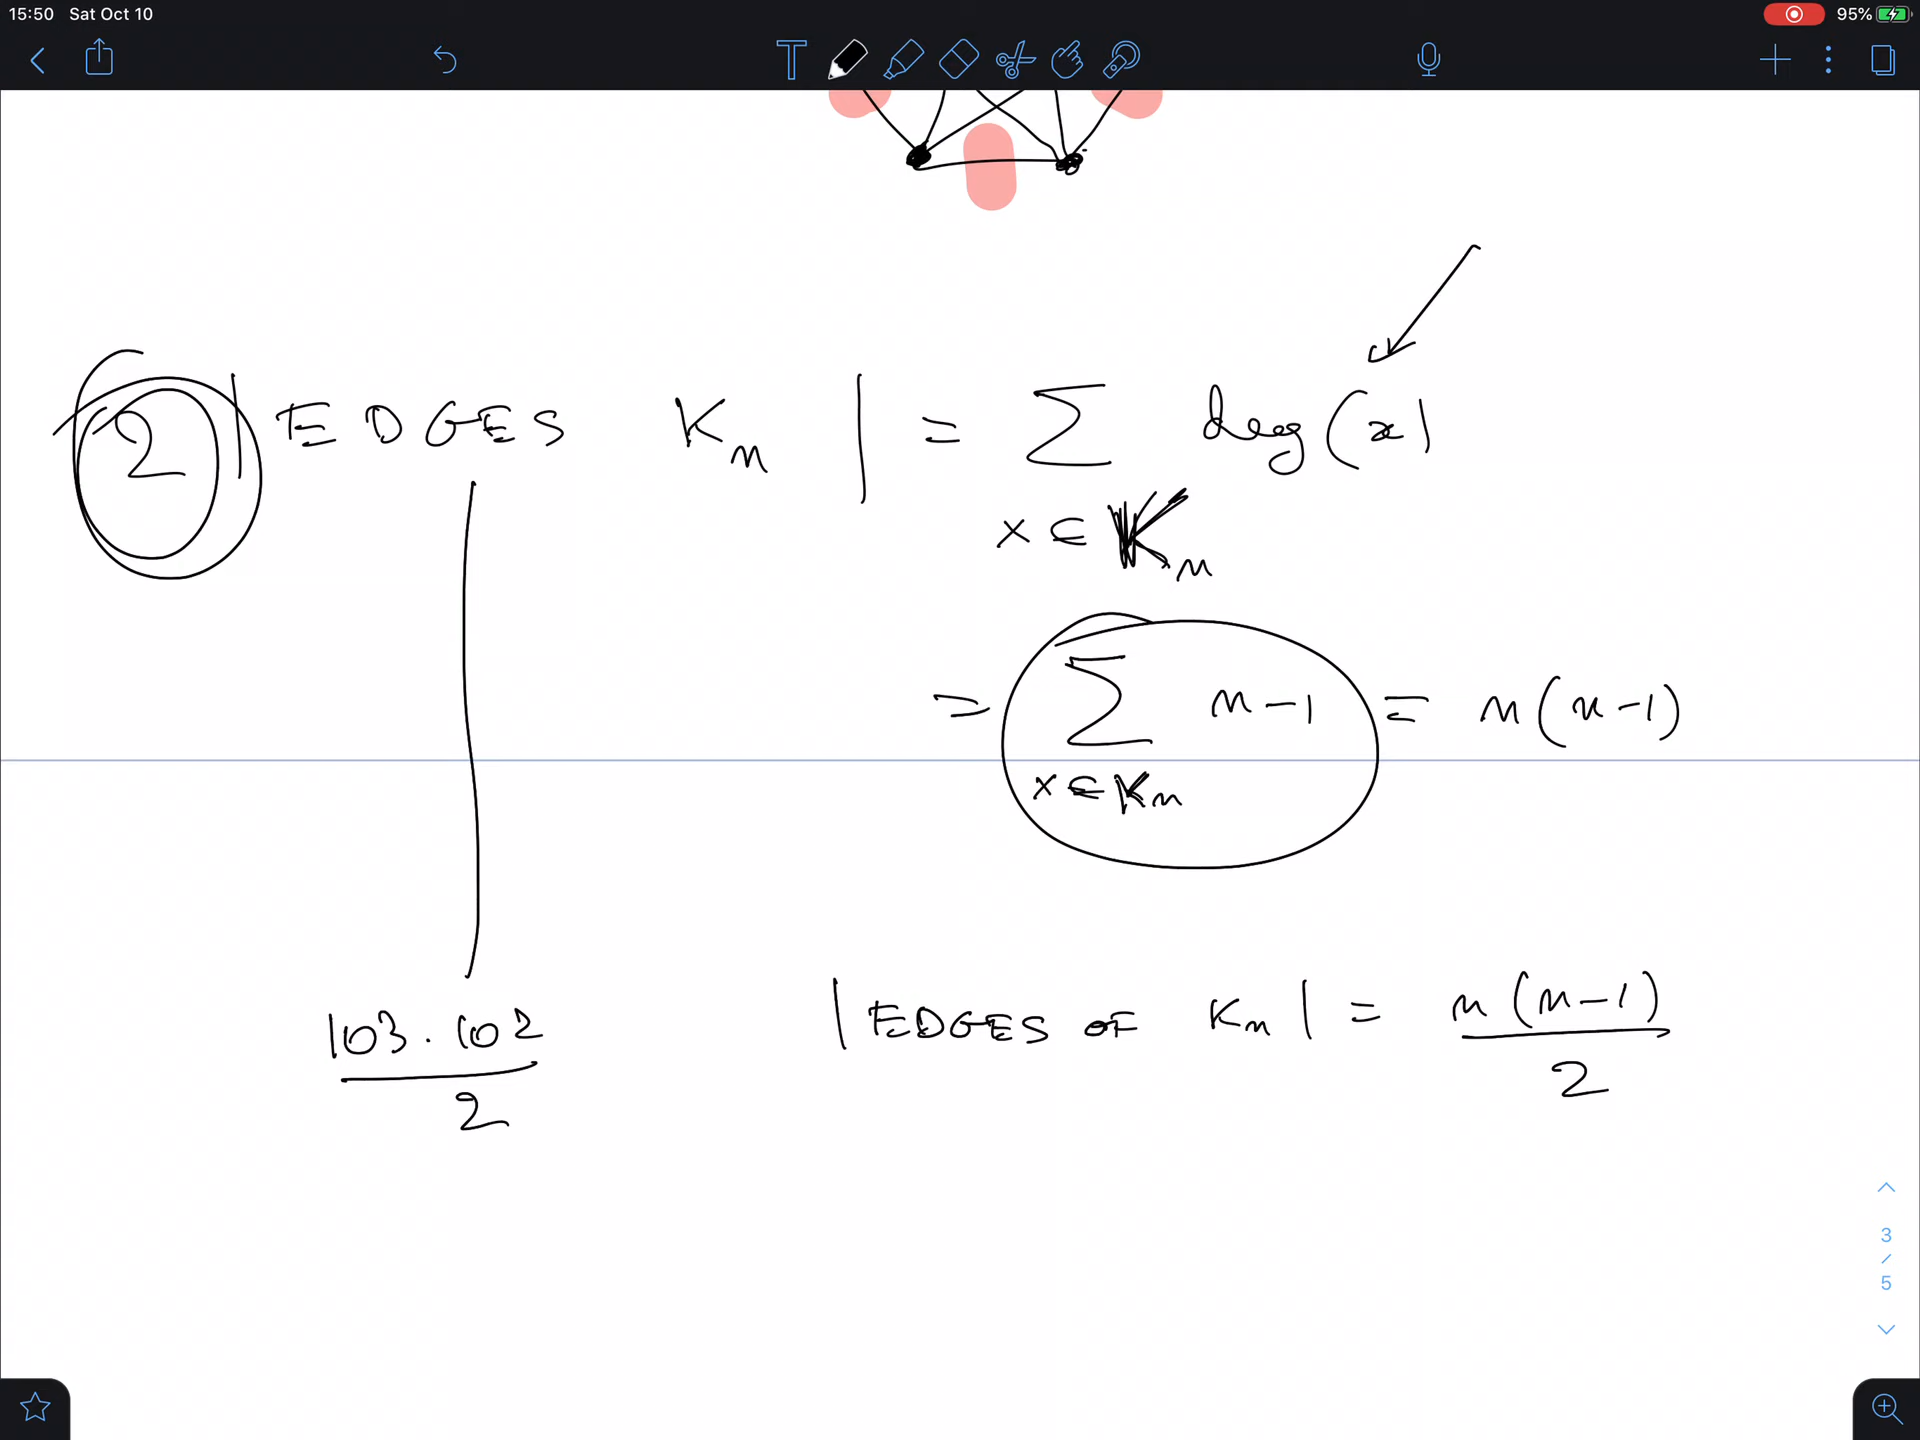 15:50 Sat Oct 10
95%
T
2 | EDGES Kn | = ∑ deg(x)
x ∈ Kn
= ∑ n-1 = n(n-1)
x ∈ Kn
103 · 102
2
| EDGES OF Kn | = n(n-1)
2
3
/
5